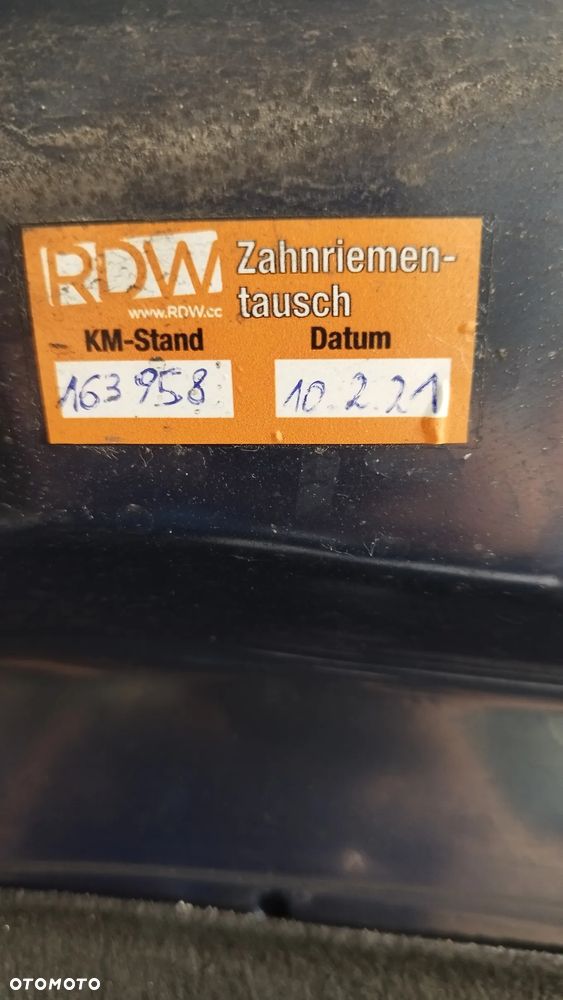 RDW
www.RDW.cc
Zahnriemen-
tausch
KM-Stand
Datum
163 958
10.2.21
OTOMOTO